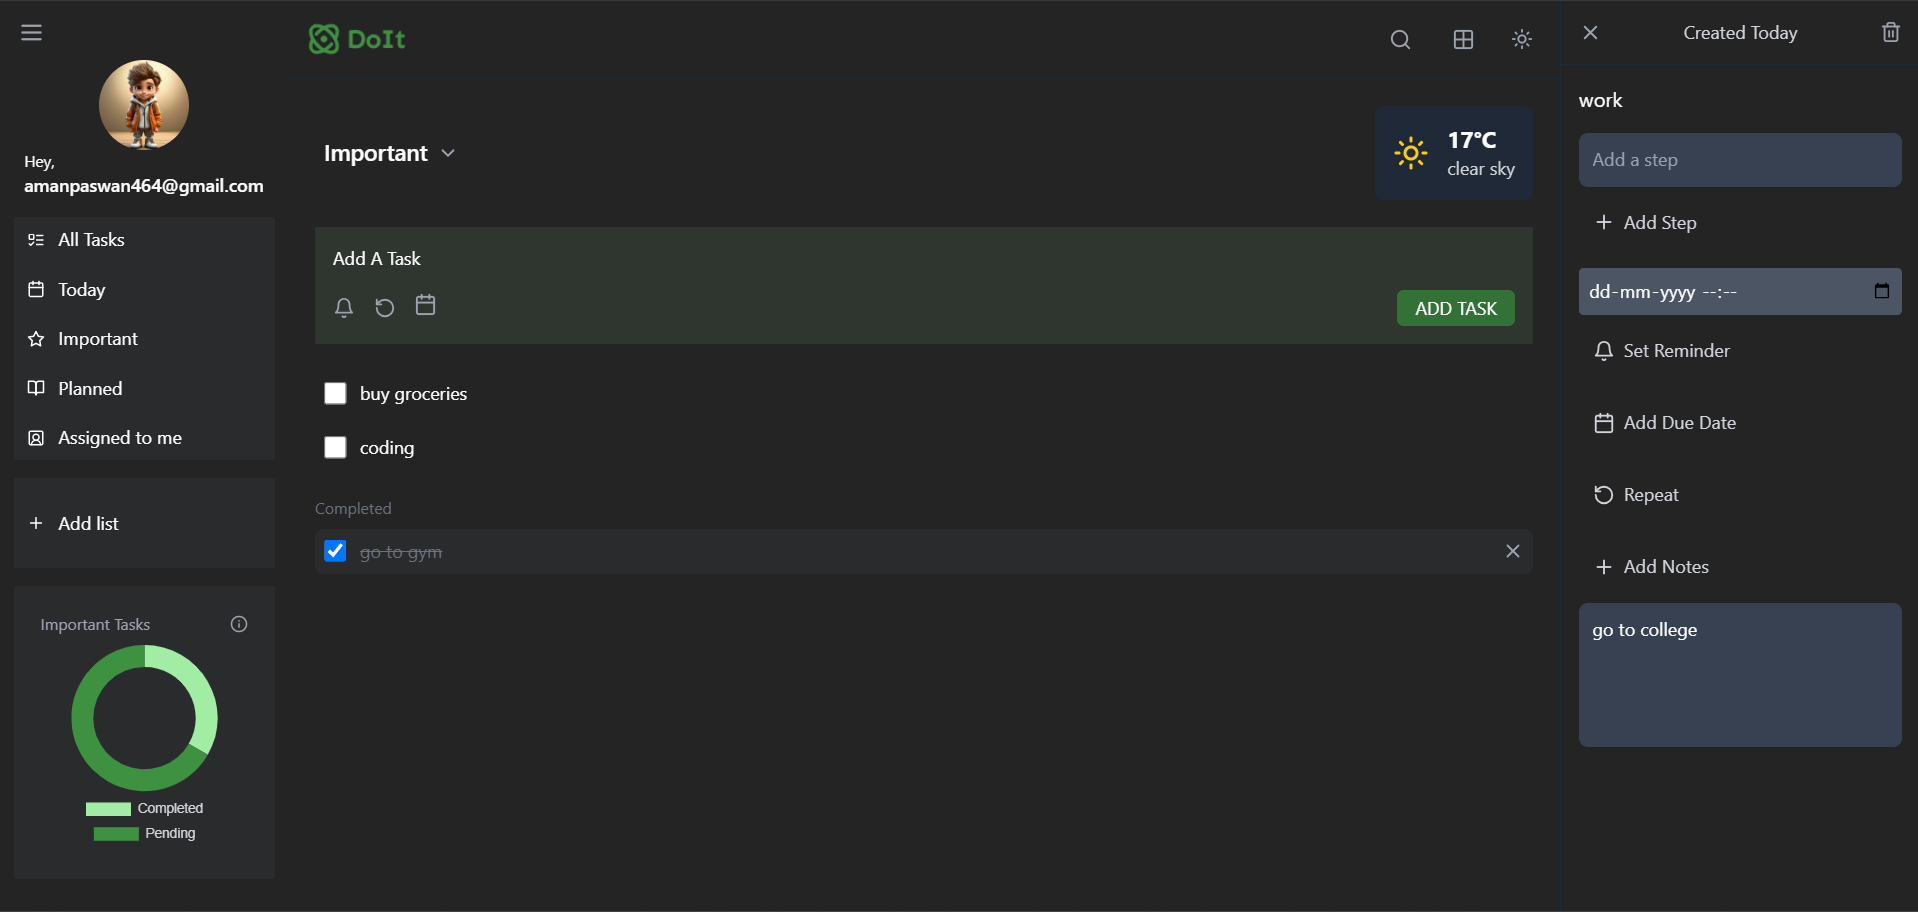 Hey,
amanpaswan464@gmail.com
All Tasks
Today
Important
Planned
Assigned to me
Add list
Important Tasks
Completed
Pending
DoIt
Important
17°C
clear sky
Add A Task
ADD TASK
buy groceries
coding
Completed
go to gym
Created Today
work
Add a step
Add Step
dd-mm-yyyy --:--
Set Reminder
Add Due Date
Repeat
Add Notes
go to college